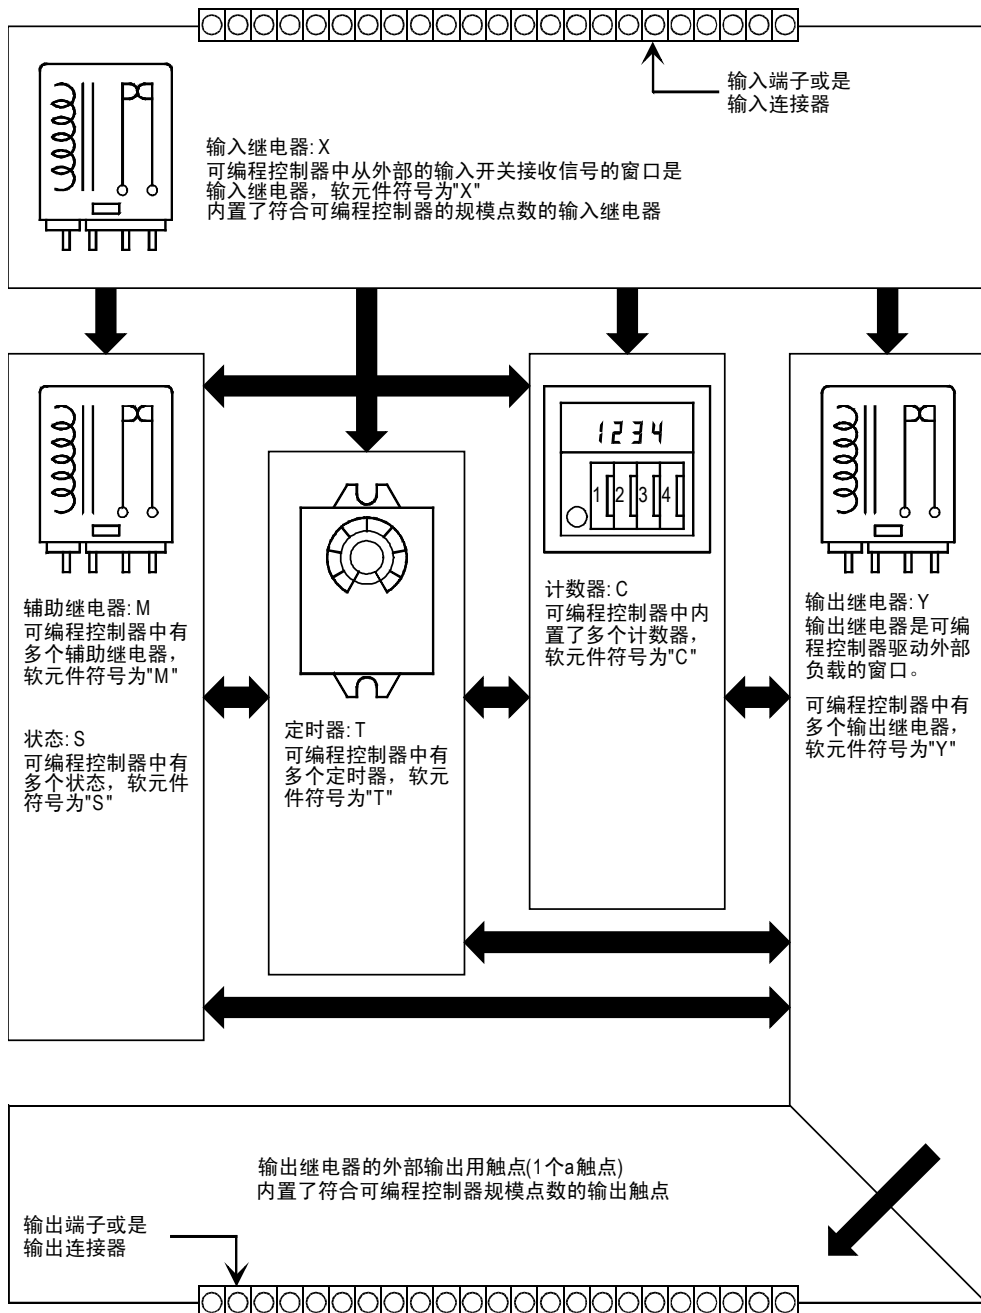 输入端子或是
输入连接器
输入继电器: X
可编程控制器中从外部的输入开关接收信号的窗口是
输入继电器，软元件符号为"X"
内置了符合可编程控制器的规模点数的输入继电器
1234
1 2 3 4
辅助继电器: M
可编程控制器中有
多个辅助继电器，
软元件符号为"M"
状态: S
可编程控制器中有
多个状态，软元件
符号为"S"
定时器: T
可编程控制器中有
多个定时器，软元
件符号为"T"
计数器: C
可编程控制器中内
置了多个计数器，
软元件符号为"C"
输出继电器: Y
输出继电器是可编
程控制器驱动外部
负载的窗口。
可编程控制器中有
多个输出继电器，
软元件符号为"Y"
输出继电器的外部输出用触点(1个a触点)
内置了符合可编程控制器规模点数的输出触点
输出端子或是
输出连接器